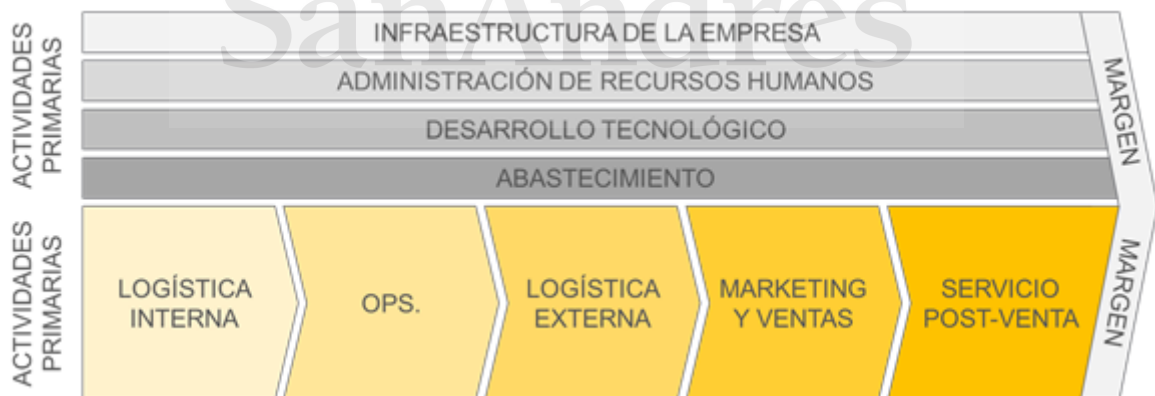 SanAndrés
ACTIVIDADES
PRIMARIAS
INFRAESTRUCTURA DE LA EMPRESA
ADMINISTRACIÓN DE RECURSOS HUMANOS
DESARROLLO TECNOLÓGICO
ABASTECIMIENTO
MARGEN
ACTIVIDADES
PRIMARIAS
LOGÍSTICA
INTERNA
OPS.
LOGÍSTICA
EXTERNA
MARKETING
Y VENTAS
SERVICIO
POST-VENTA
MARGEN